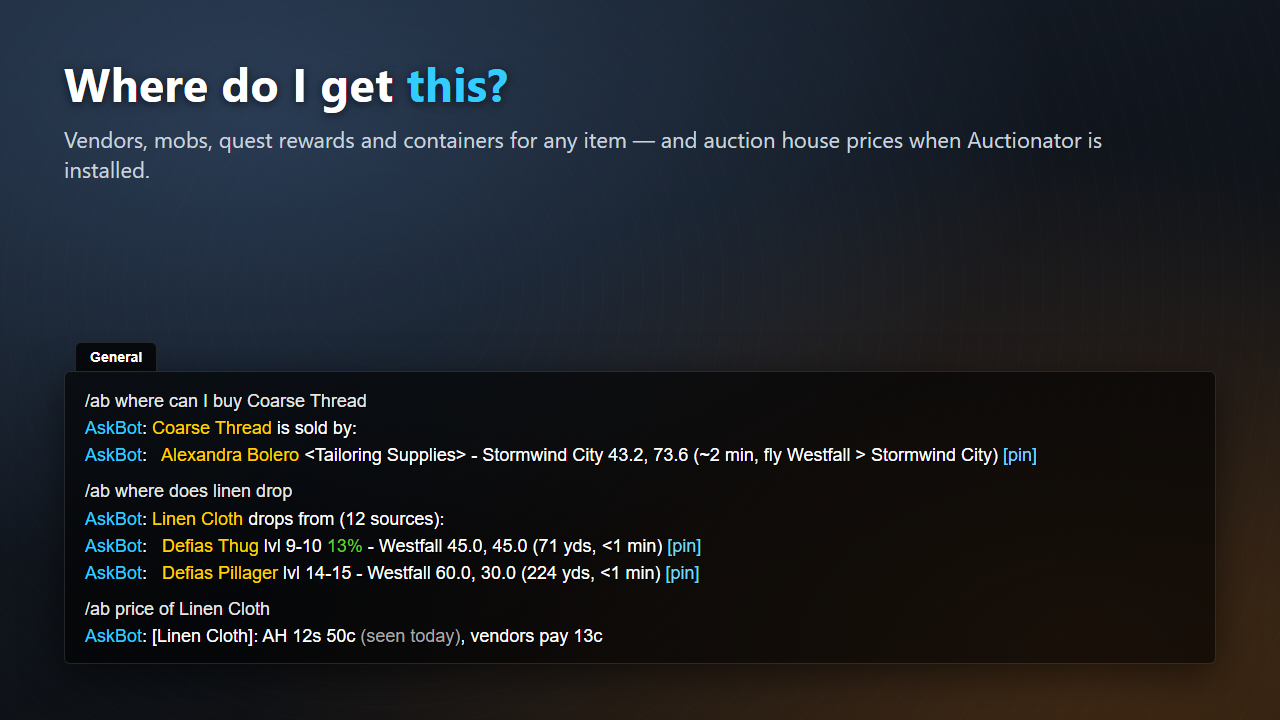 Where do I get this?
Vendors, mobs, quest rewards and containers for any item — and auction house prices when Auctionator is
installed.
General
/ab where can I buy Coarse Thread
AskBot: Coarse Thread is sold by:
AskBot: Alexandra Bolero <Tailoring Supplies> - Stormwind City 43.2, 73.6 (~2 min, fly Westfall > Stormwind City) [pin]
/ab where does linen drop
AskBot: Linen Cloth drops from (12 sources):
AskBot: Defias Thug lvl 9-10 13% - Westfall 45.0, 45.0 (71 yds, <1 min) [pin]
AskBot: Defias Pillager lvl 14-15 - Westfall 60.0, 30.0 (224 yds, <1 min) [pin]
/ab price of Linen Cloth
AskBot: [Linen Cloth]: AH 12s 50c (seen today), vendors pay 13c